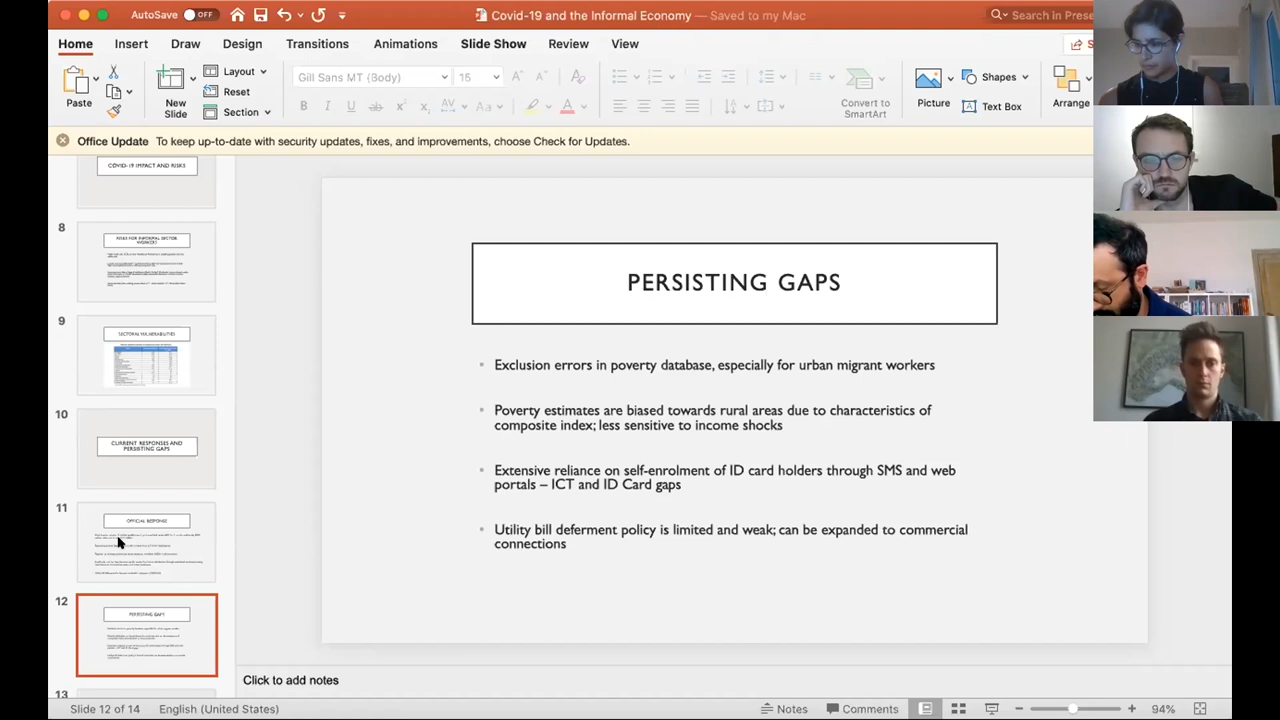 AutoSave OFF
Covid-19 and the Informal Economy — Saved to my Mac
Search in Prese
Home Insert Draw Design Transitions Animations Slide Show Review View
S
Paste
New
Slide
Layout
Reset
Section
Gill Sans MT (Body)
Convert to
SmartArt
Picture
Shapes
Text Box
Arrange
Office Update To keep up-to-date with security updates, fixes, and improvements, choose Check for Updates.
COVID-19 IMPACT AND RISKS
8
9
SECTORAL VULNERABILITIES
10
CURRENT RESPONSES AND
PERSISTING GAPS
11
OFFICIAL RESPONSE
12
PERSISTING GAPS
13
PERSISTING GAPS
• Exclusion errors in poverty database, especially for urban migrant workers
• Poverty estimates are biased towards rural areas due to characteristics of
composite index; less sensitive to income shocks
• Extensive reliance on self-enrolment of ID card holders through SMS and web
portals – ICT and ID Card gaps
• Utility bill deferment policy is limited and weak; can be expanded to commercial
connections
Click to add notes
Slide 12 of 14 English (United States) Notes Comments 94%